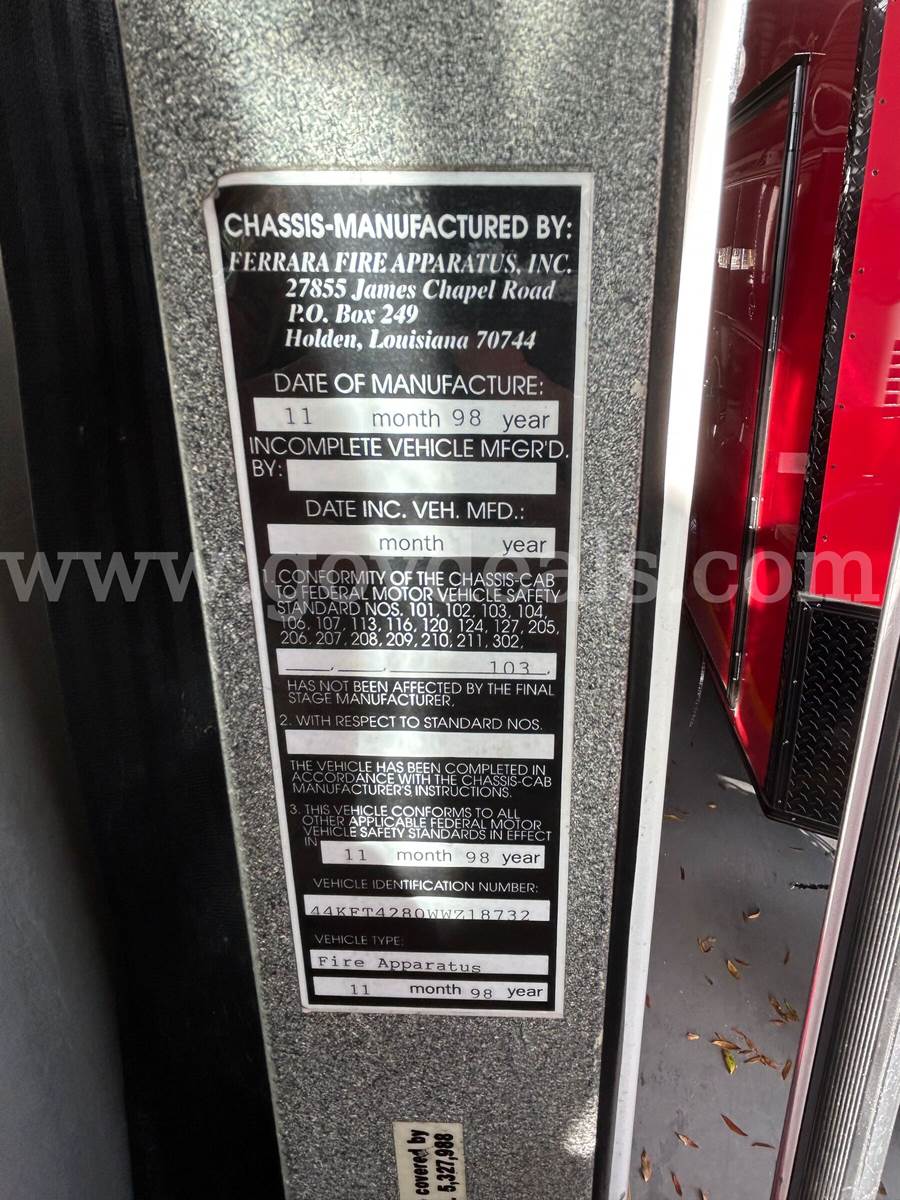 CHASSIS-MANUFACTURED BY:
FERRARA FIRE APPARATUS, INC.
27855 James Chapel Road
P.O. Box 249
Holden, Louisiana 70744
DATE OF MANUFACTURE:
11 month 98 year
INCOMPLETE VEHICLE MFGR'D.
BY:
DATE INC. VEH. MFD.:
month year
www.govdeals.com
1. CONFORMITY OF THE CHASSIS-CAB
TO FEDERAL MOTOR VEHICLE SAFETY
STANDARD NOS. 101, 102, 103, 104,
106, 107, 113, 116, 120, 124, 127, 205,
206, 207, 208, 209, 210, 211, 302,
___,___,___ 103,
HAS NOT BEEN AFFECTED BY THE FINAL
STAGE MANUFACTURER.
2. WITH RESPECT TO STANDARD NOS.
THE VEHICLE HAS BEEN COMPLETED IN
ACCORDANCE WITH THE CHASSIS-CAB
MANUFACTURER'S INSTRUCTIONS.
3. THIS VEHICLE CONFORMS TO ALL
OTHER APPLICABLE FEDERAL MOTOR
VEHICLE SAFETY STANDARDS IN EFFECT
IN 11 month 98 year
VEHICLE IDENTIFICATION NUMBER:
44KFT4280WWZ18732
VEHICLE TYPE:
Fire Apparatus
11 month 98 year
covered by
5,327,988